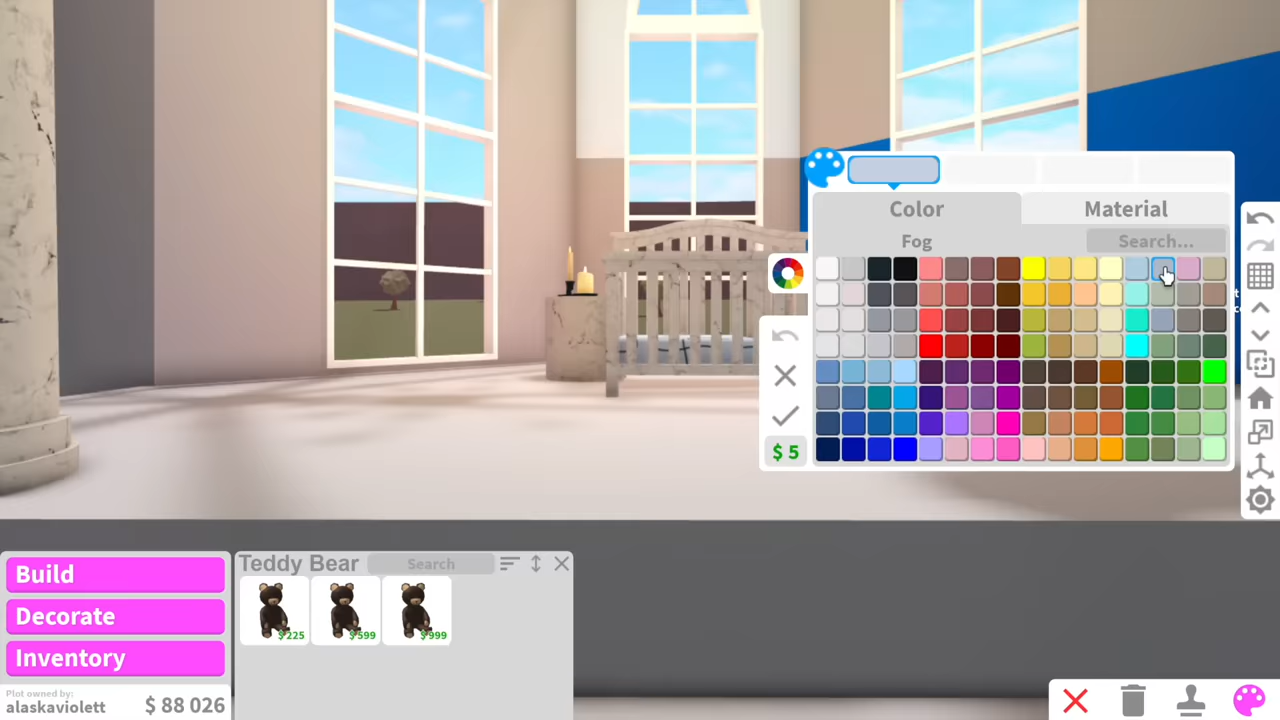 Color
Material
Fog
Search...
$ 5
Teddy Bear
Search
$225
$599
$999
Build
Decorate
Inventory
Plot owned by:
alaskaviolett
$ 88 026